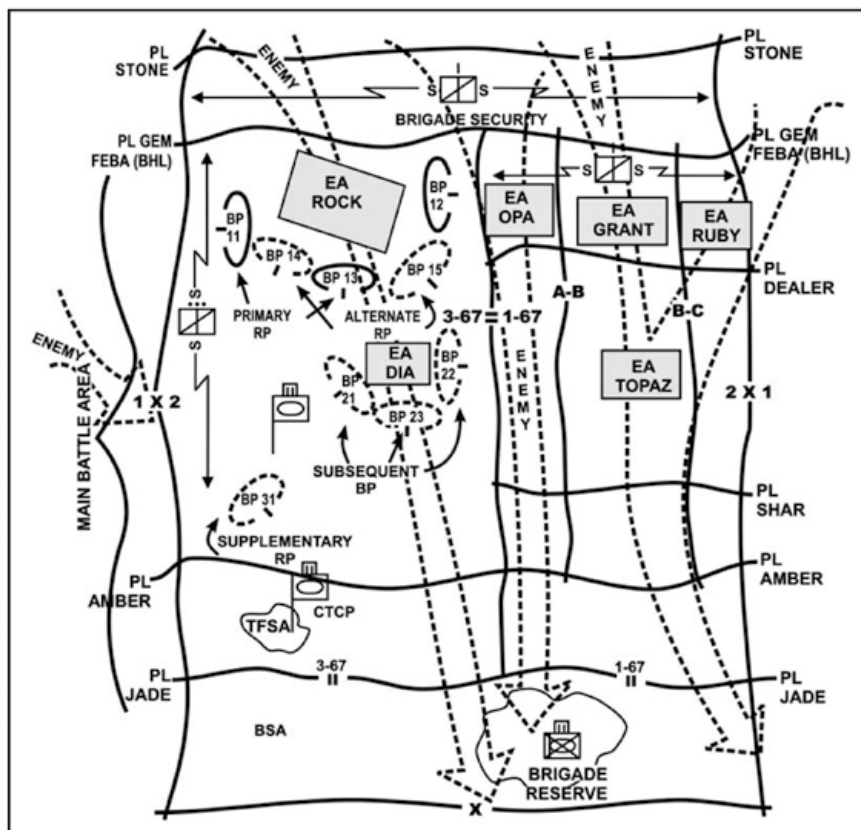 PL
STONE
ENEMY
ENEMY
PL
STONE
S
I
S
BRIGADE SECURITY
PL GEM
FEBA (BHL)
PL GEM
FEBA (BHL)
S
S
S
S
EA
ROCK
BP
11
BP
12
BP 14
BP 13
BP 15
EA
OPA
EA
GRANT
EA
RUBY
PL
DEALER
PRIMARY
RP
ALTERNATE
RP
3-67
1-67
A-B
B-C
ENEMY
1 X 2
MAIN BATTLE AREA
EA
DIA
BP
22
BP
21
BP 23
ENEMY
EA
TOPAZ
2 X 1
SUBSEQUENT
BP
BP 31
SUPPLEMENTARY
RP
PL
SHAR
PL
AMBER
PL
AMBER
CTCP
TFSA
3-67
II
1-67
II
PL
JADE
PL
JADE
BSA
BRIGADE
RESERVE
X